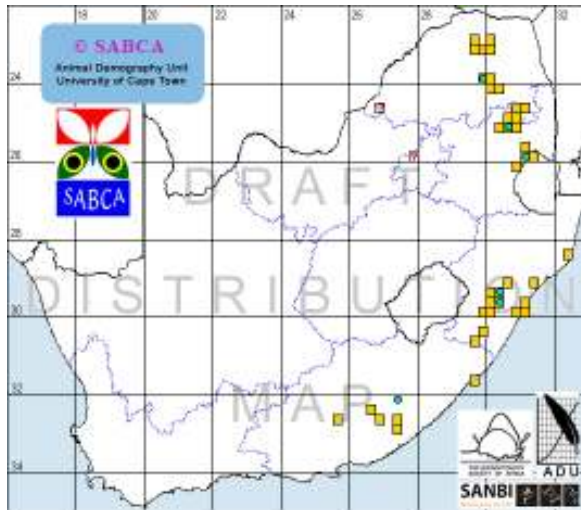 18 20 22 24 26 28 30 32
© SABCA
Animal Demography Unit
University of Cape Town
24
SABCA
26
DRAFT
28
DISTRIBUTION
30
32
MAP
34
ADU
SANBI